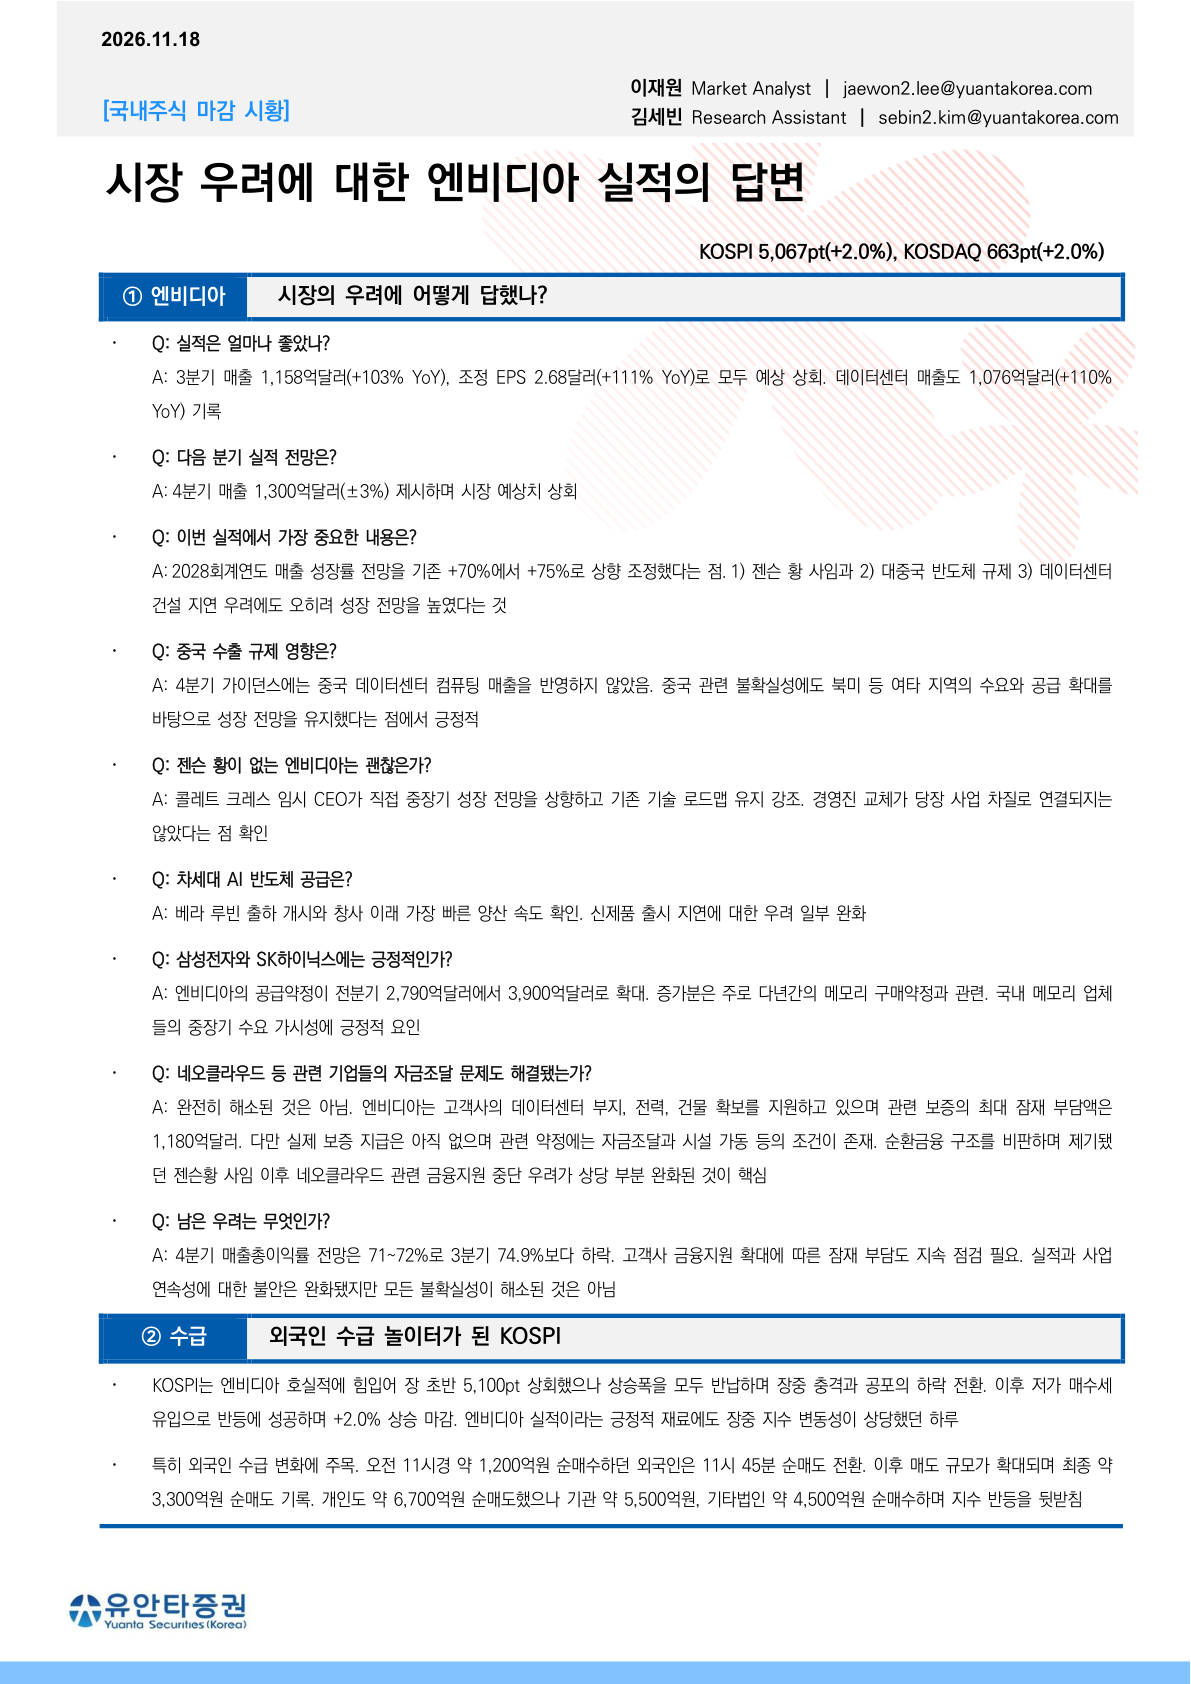 2026.11.18
이재원 Market Analyst | jaewon2.lee@yuantakorea.com
[국내주식 마감 시황]
김세빈 Research Assistant | sebin2.kim@yuantakorea.com
시장 우려에 대한 엔비디아 실적의 답변
KOSPI 5,067pt(+2.0%), KOSDAQ 663pt(+2.0%)
① 엔비디아 시장의 우려에 어떻게 답했나?
· Q: 실적은 얼마나 좋았나?
A: 3분기 매출 1,158억달러(+103% YoY), 조정 EPS 2.68달러(+111% YoY)로 모두 예상 상회. 데이터센터 매출도 1,076억달러(+110%
YoY) 기록
· Q: 다음 분기 실적 전망은?
A: 4분기 매출 1,300억달러(±3%) 제시하며 시장 예상치 상회
· Q: 이번 실적에서 가장 중요한 내용은?
A: 2028회계연도 매출 성장률 전망을 기존 +70%에서 +75%로 상향 조정했다는 점. 1) 젠슨 황 사임과 2) 대중국 반도체 규제 3) 데이터센터
건설 지연 우려에도 오히려 성장 전망을 높였다는 것
· Q: 중국 수출 규제 영향은?
A: 4분기 가이던스에는 중국 데이터센터 컴퓨팅 매출을 반영하지 않았음. 중국 관련 불확실성에도 북미 등 여타 지역의 수요와 공급 확대를
바탕으로 성장 전망을 유지했다는 점에서 긍정적
· Q: 젠슨 황이 없는 엔비디아는 괜찮은가?
A: 콜레트 크레스 임시 CEO가 직접 중장기 성장 전망을 상향하고 기존 기술 로드맵 유지 강조. 경영진 교체가 당장 사업 차질로 연결되지는
않았다는 점 확인
· Q: 차세대 AI 반도체 공급은?
A: 베라 루빈 출하 개시와 창사 이래 가장 빠른 양산 속도 확인. 신제품 출시 지연에 대한 우려 일부 완화
· Q: 삼성전자와 SK하이닉스에는 긍정적인가?
A: 엔비디아의 공급약정이 전분기 2,790억달러에서 3,900억달러로 확대. 증가분은 주로 다년간의 메모리 구매약정과 관련. 국내 메모리 업체
들의 중장기 수요 가시성에 긍정적 요인
· Q: 네오클라우드 등 관련 기업들의 자금조달 문제도 해결됐는가?
A: 완전히 해소된 것은 아님. 엔비디아는 고객사의 데이터센터 부지, 전력, 건물 확보를 지원하고 있으며 관련 보증의 최대 잠재 부담액은
1,180억달러. 다만 실제 보증 지급은 아직 없으며 관련 약정에는 자금조달과 시설 가동 등의 조건이 존재. 순환금융 구조를 비판하며 제기됐
던 젠슨황 사임 이후 네오클라우드 관련 금융지원 중단 우려가 상당 부분 완화된 것이 핵심
· Q: 남은 우려는 무엇인가?
A: 4분기 매출총이익률 전망은 71~72%로 3분기 74.9%보다 하락. 고객사 금융지원 확대에 따른 잠재 부담도 지속 점검 필요. 실적과 사업
연속성에 대한 불안은 완화됐지만 모든 불확실성이 해소된 것은 아님
② 수급 외국인 수급 놀이터가 된 KOSPI
· KOSPI는 엔비디아 호실적에 힘입어 장 초반 5,100pt 상회했으나 상승폭을 모두 반납하며 장중 충격과 공포의 하락 전환. 이후 저가 매수세
유입으로 반등에 성공하며 +2.0% 상승 마감. 엔비디아 실적이라는 긍정적 재료에도 장중 지수 변동성이 상당했던 하루
· 특히 외국인 수급 변화에 주목. 오전 11시경 약 1,200억원 순매수하던 외국인은 11시 45분 순매도 전환. 이후 매도 규모가 확대되며 최종 약
3,300억원 순매도 기록. 개인도 약 6,700억원 순매도했으나 기관 약 5,500억원, 기타법인 약 4,500억원 순매수하며 지수 반등을 뒷받침
유안타증권
Yuanta Securities (Korea)